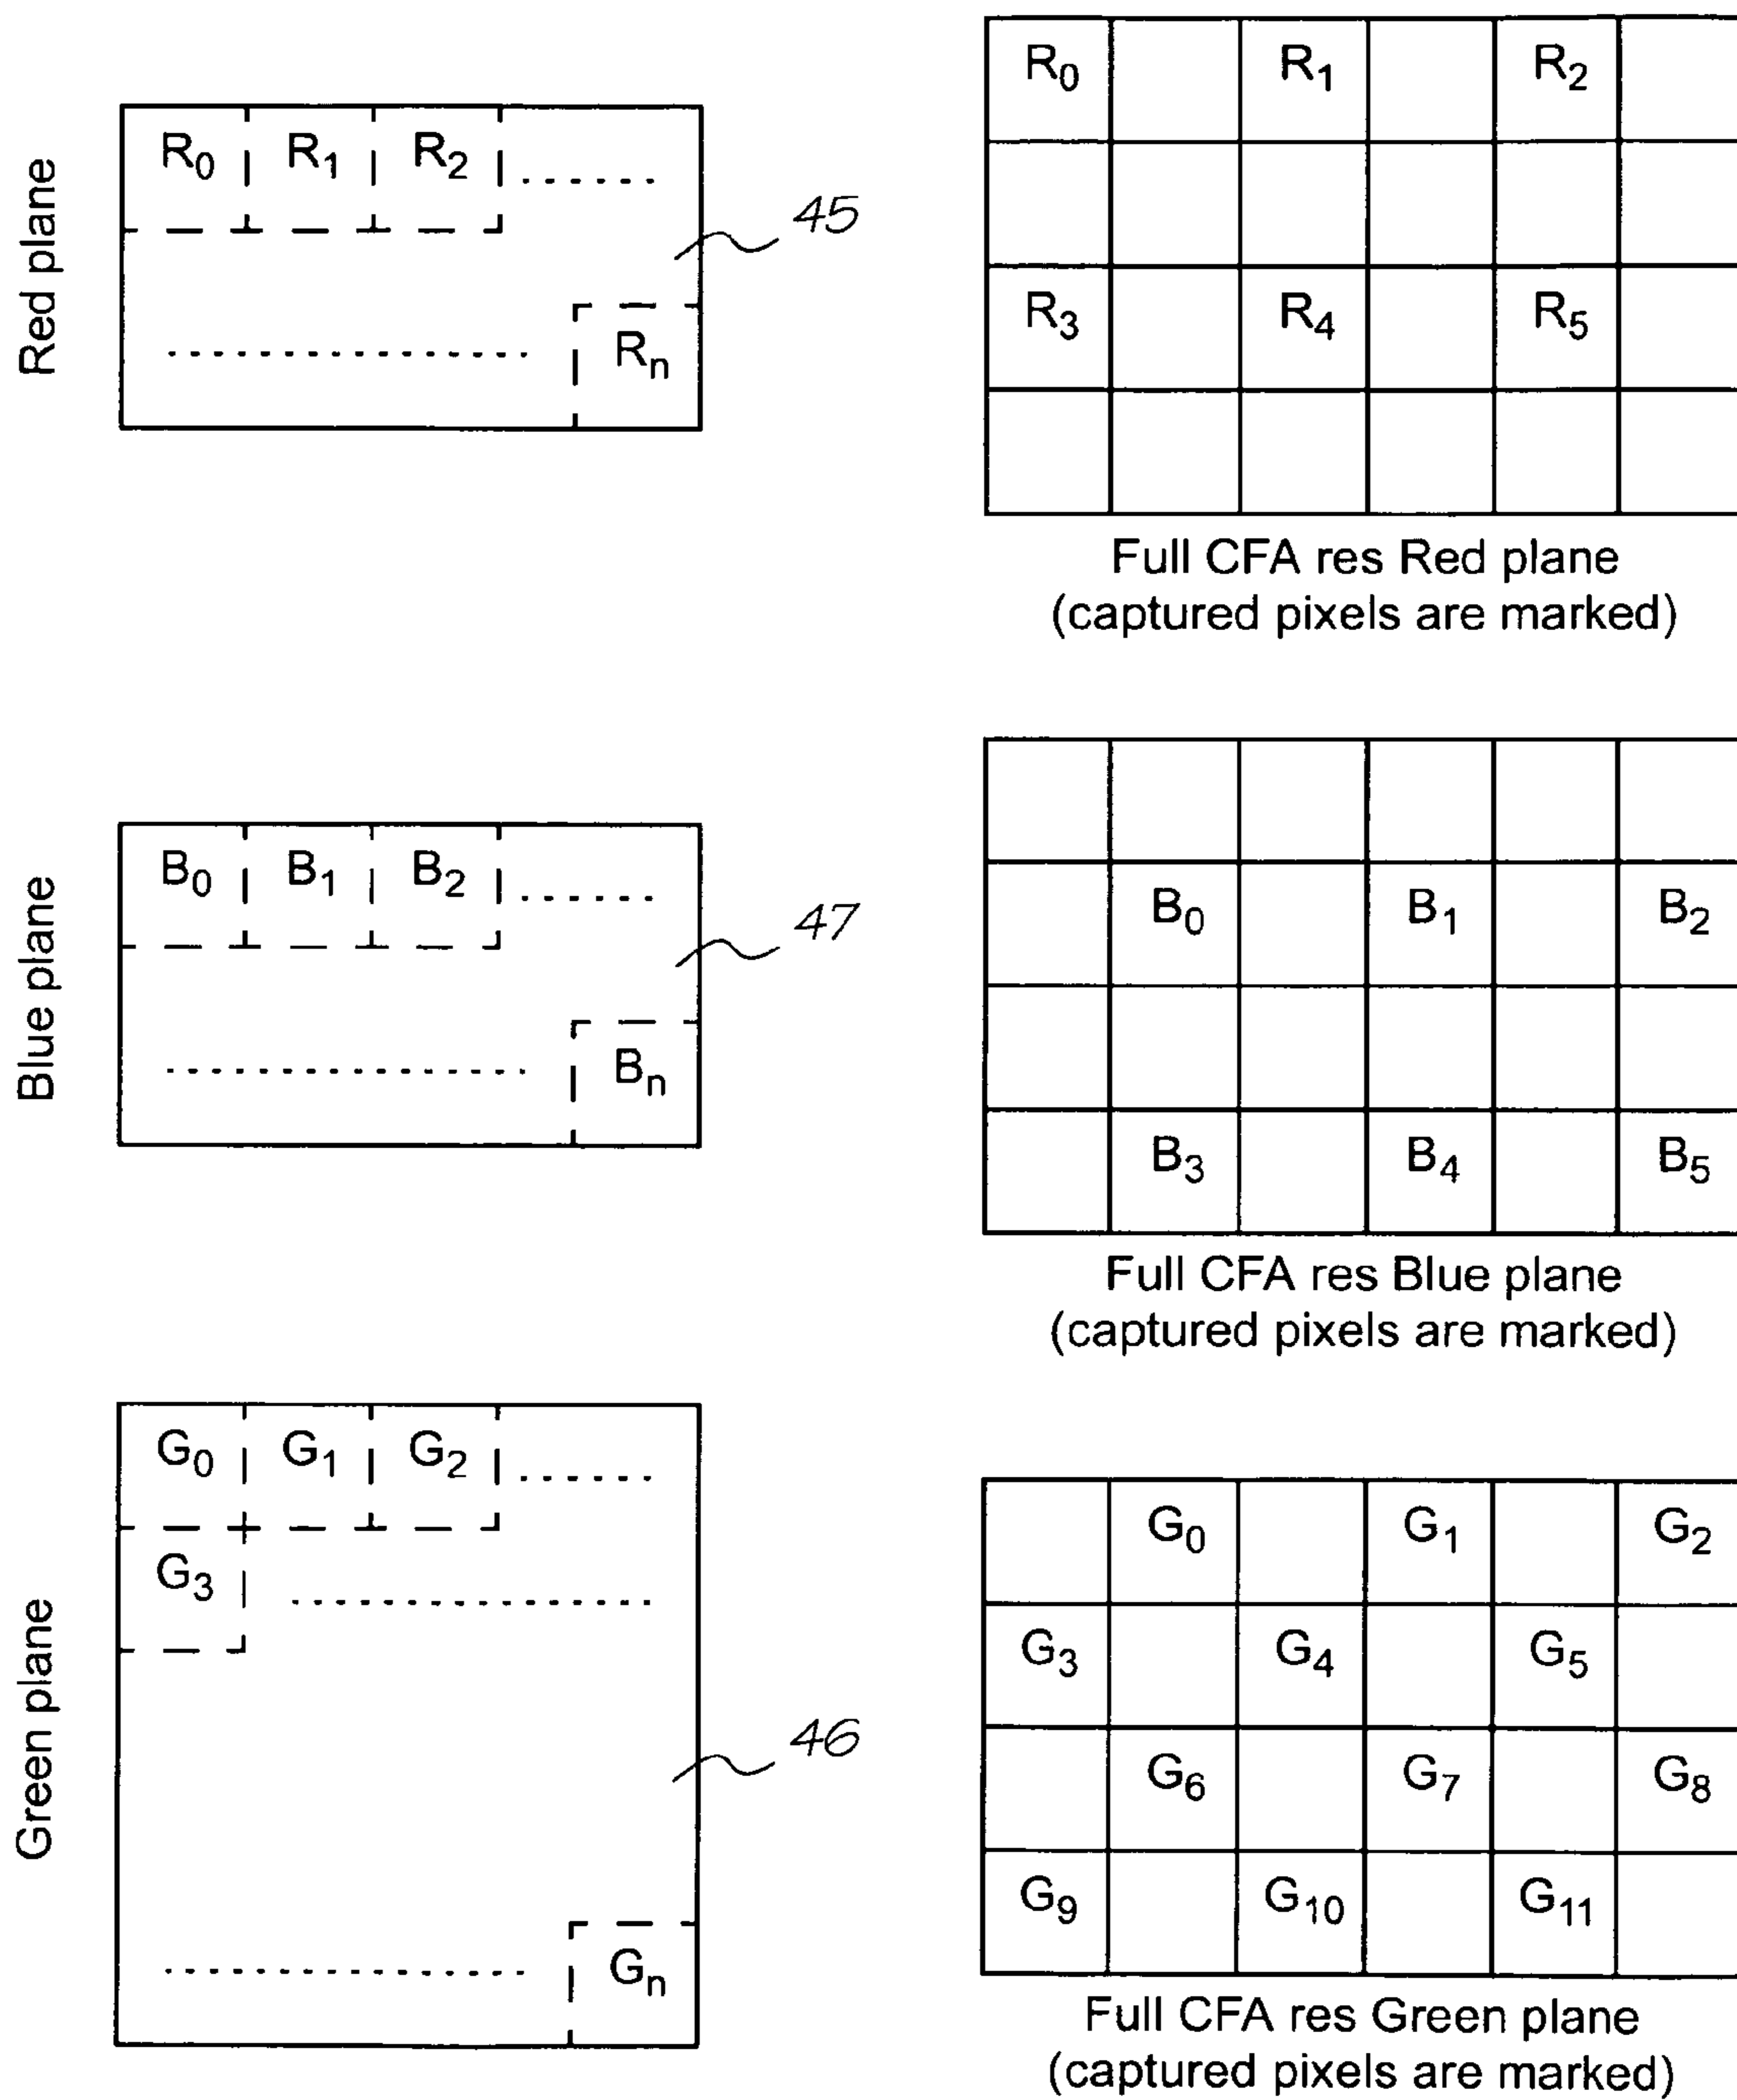 Red plane
R0 R1 R2 ......
45
............... Rn
R0 R1 R2
R3 R4 R5
Full CFA res Red plane
(captured pixels are marked)
Blue plane
B0 B1 B2 ......
47
............... Bn
B0 B1 B2
B3 B4 B5
Full CFA res Blue plane
(captured pixels are marked)
Green plane
G0 G1 G2 ......
G3 ...............
46
............... Gn
G0 G1 G2
G3 G4 G5
G6 G7 G8
G9 G10 G11
Full CFA res Green plane
(captured pixels are marked)